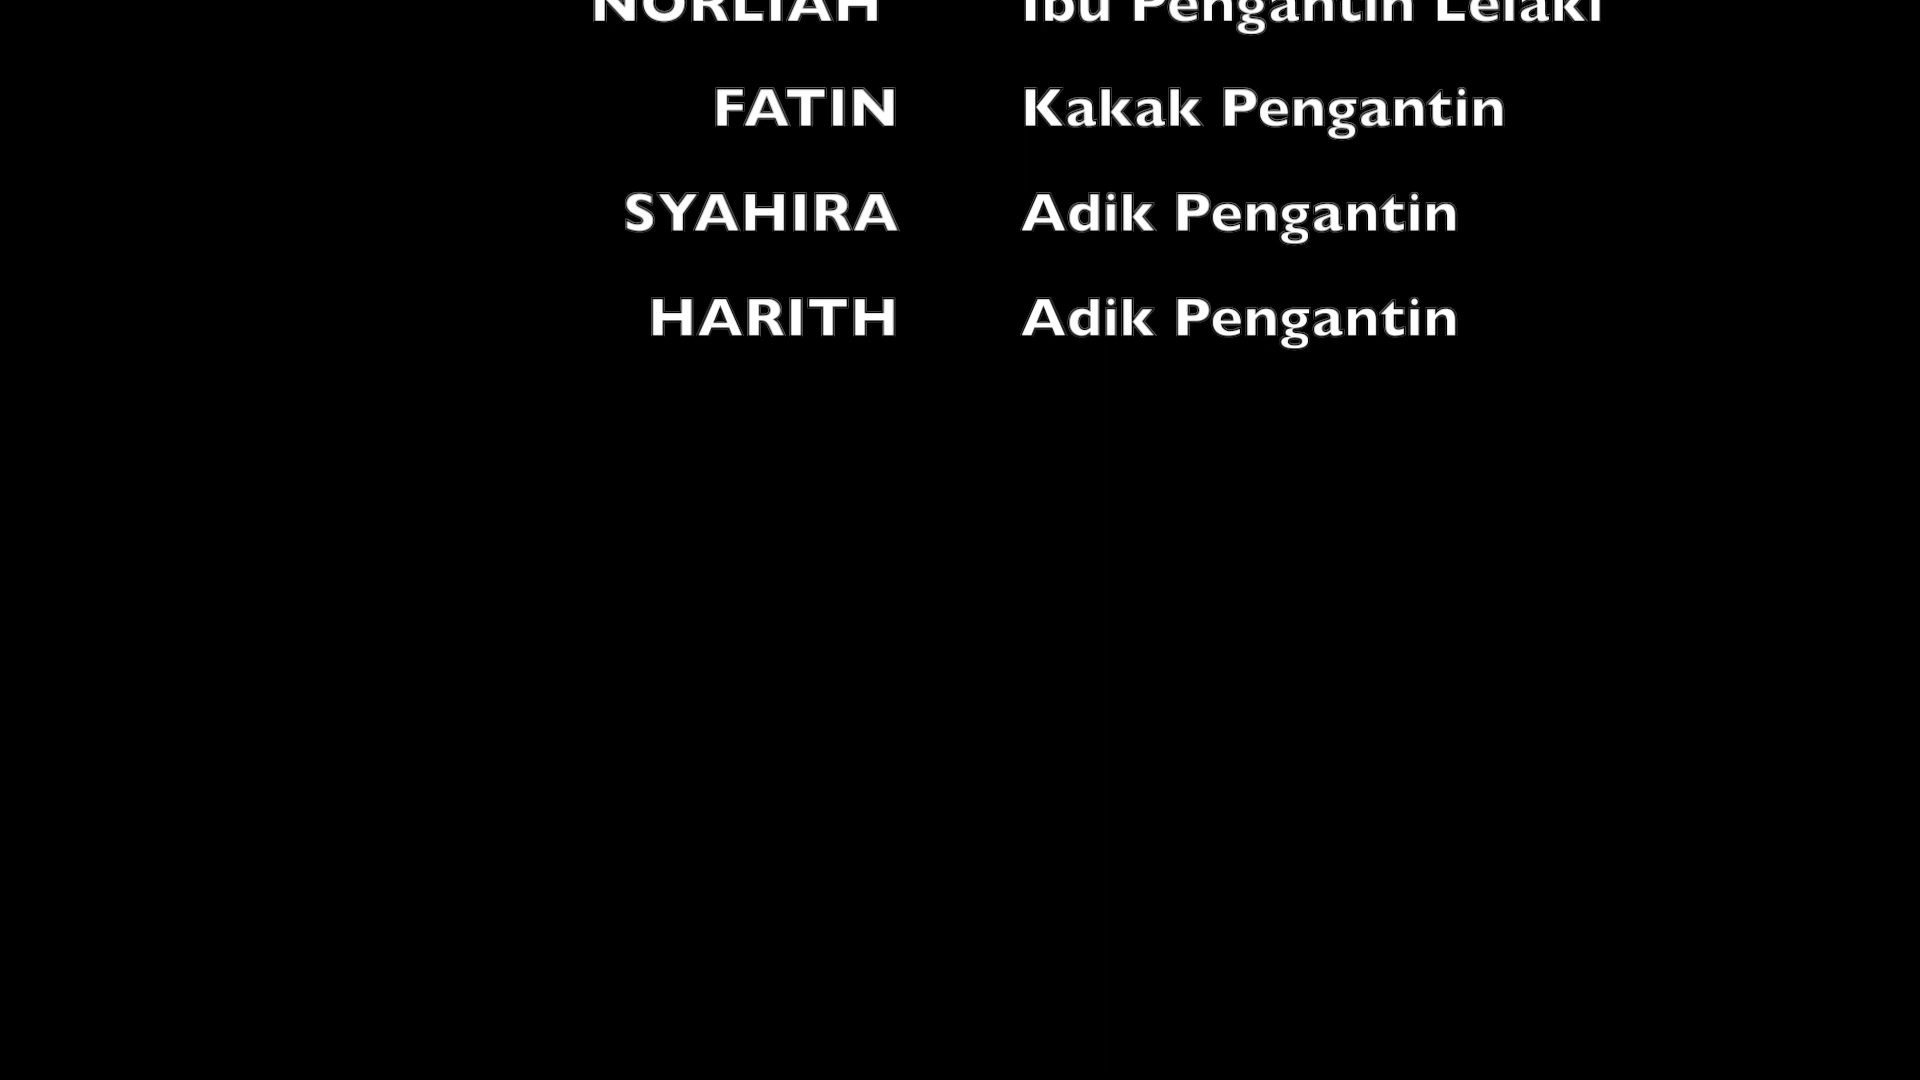 NORLIAH Ibu Pengantin Lelaki
FATIN Kakak Pengantin
SYAHIRA Adik Pengantin
HARITH Adik Pengantin